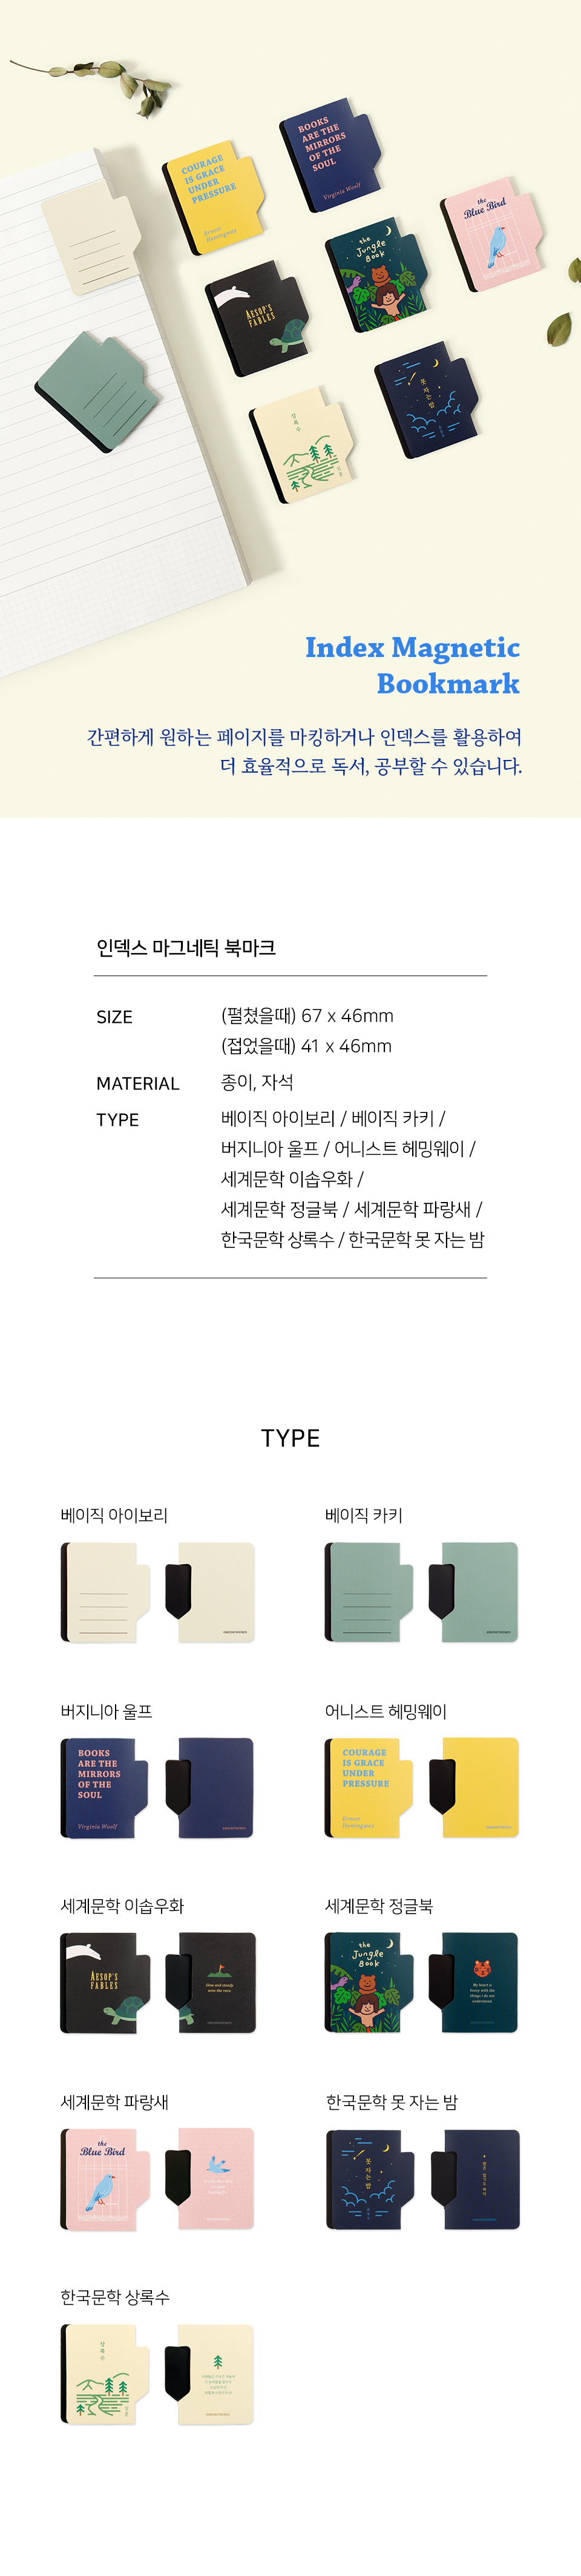 BOOKS
ARE THE
MIRRORS
OF THE
SOUL
Virginia Woolf
COURAGE
IS GRACE
UNDER
PRESSURE
Ernest
Hemingway
the
Blue Bird
the
Jungle
Book
AESOP'S
FABLES
못 자는 밤
상록수
심훈
Index Magnetic
Bookmark
간편하게 원하는 페이지를 마킹하거나 인덱스를 활용하여
더 효율적으로 독서, 공부할 수 있습니다.
인덱스 마그네틱 북마크
SIZE
(펼쳤을때) 67 x 46mm
(접었을때) 41 x 46mm
MATERIAL
종이, 자석
TYPE
베이직 아이보리 / 베이직 카키 /
버지니아 울프 / 어니스트 헤밍웨이 /
세계문학 이솝우화 /
세계문학 정글북 / 세계문학 파랑새 /
한국문학 상록수 / 한국문학 못 자는 밤
TYPE
베이직 아이보리
베이직 카키
버지니아 울프
어니스트 헤밍웨이
BOOKS
ARE THE
MIRRORS
OF THE
SOUL
Virginia Woolf
COURAGE
IS GRACE
UNDER
PRESSURE
Ernest
Hemingway
세계문학 이솝우화
세계문학 정글북
AESOP'S
FABLES
Slow and steady
wins the race.
the
Jungle
Book
My heart is
heavy with the
things I do not
understand.
세계문학 파랑새
한국문학 못 자는 밤
the
Blue Bird
못 자는 밤
한국문학 상록수
상록수
심훈